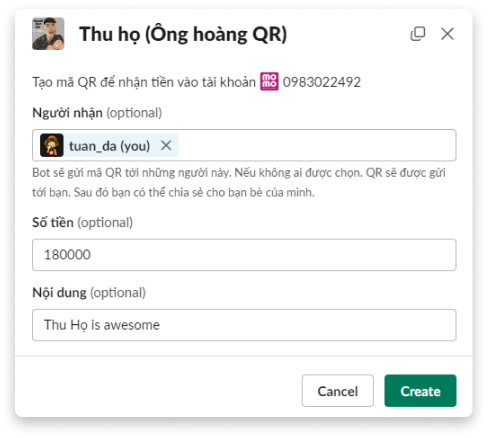 Thu họ (Ông hoàng QR)
Tạo mã QR để nhận tiền vào tài khoản mo mo 0983022492
Người nhận (optional)
tuan_da (you)
Bot sẽ gửi mã QR tới những người này. Nếu không ai được chọn. QR sẽ được gửi
tới bạn. Sau đó bạn có thể chia sẻ cho bạn bè của mình.
Số tiền (optional)
180000
Nội dung (optional)
Thu Họ is awesome
Cancel Create